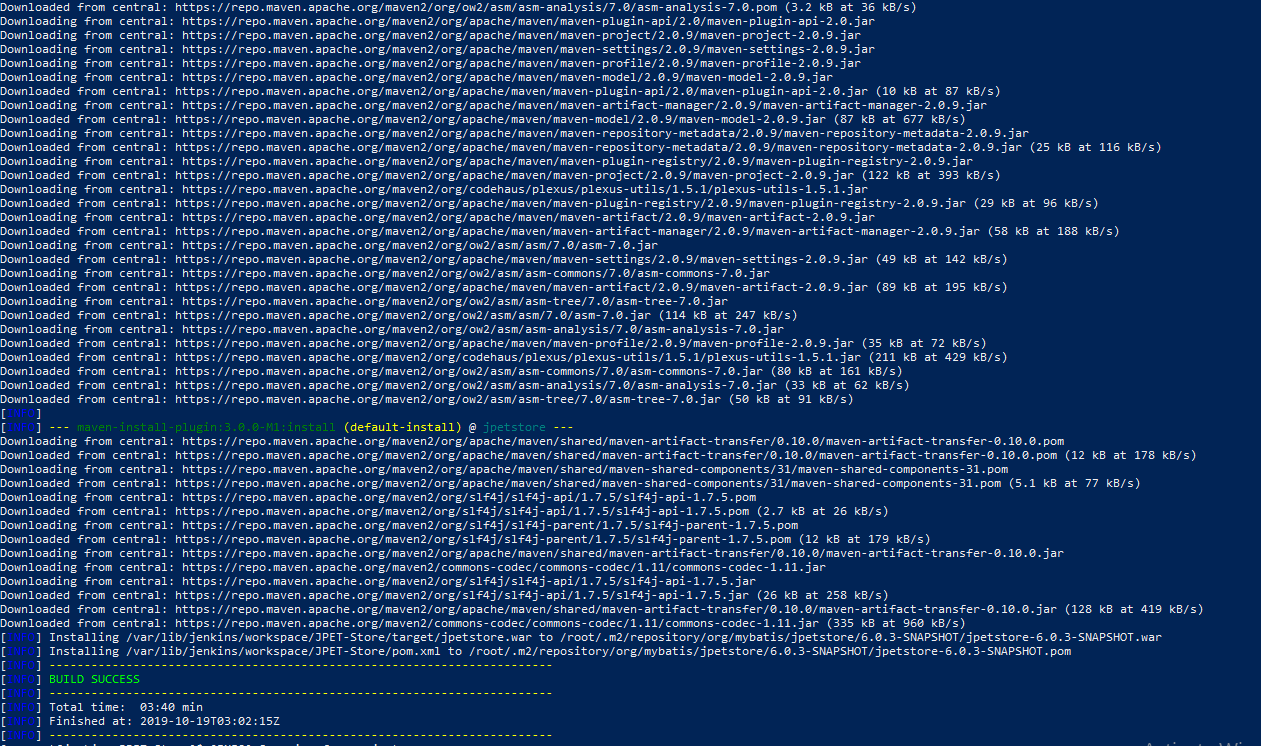 Downloaded from central: https://repo.maven.apache.org/maven2/org/ow2/asm/asm-analysis/7.0/asm-analysis-7.0.pom (3.2 kB at 36 kB/s)
Downloading from central: https://repo.maven.apache.org/maven2/org/apache/maven/maven-plugin-api/2.0/maven-plugin-api-2.0.jar
Downloading from central: https://repo.maven.apache.org/maven2/org/apache/maven/maven-project/2.0.9/maven-project-2.0.9.jar
Downloading from central: https://repo.maven.apache.org/maven2/org/apache/maven/maven-settings/2.0.9/maven-settings-2.0.9.jar
Downloading from central: https://repo.maven.apache.org/maven2/org/apache/maven/maven-profile/2.0.9/maven-profile-2.0.9.jar
Downloading from central: https://repo.maven.apache.org/maven2/org/apache/maven/maven-model/2.0.9/maven-model-2.0.9.jar
Downloaded from central: https://repo.maven.apache.org/maven2/org/apache/maven/maven-plugin-api/2.0/maven-plugin-api-2.0.jar (10 kB at 87 kB/s)
Downloading from central: https://repo.maven.apache.org/maven2/org/apache/maven/maven-artifact-manager/2.0.9/maven-artifact-manager-2.0.9.jar
Downloaded from central: https://repo.maven.apache.org/maven2/org/apache/maven/maven-model/2.0.9/maven-model-2.0.9.jar (87 kB at 677 kB/s)
Downloading from central: https://repo.maven.apache.org/maven2/org/apache/maven/maven-repository-metadata/2.0.9/maven-repository-metadata-2.0.9.jar
Downloaded from central: https://repo.maven.apache.org/maven2/org/apache/maven/maven-repository-metadata/2.0.9/maven-repository-metadata-2.0.9.jar (25 kB at 116 kB/s)
Downloading from central: https://repo.maven.apache.org/maven2/org/apache/maven/maven-plugin-registry/2.0.9/maven-plugin-registry-2.0.9.jar
Downloaded from central: https://repo.maven.apache.org/maven2/org/apache/maven/maven-project/2.0.9/maven-project-2.0.9.jar (122 kB at 393 kB/s)
Downloading from central: https://repo.maven.apache.org/maven2/org/codehaus/plexus/plexus-utils/1.5.1/plexus-utils-1.5.1.jar
Downloaded from central: https://repo.maven.apache.org/maven2/org/apache/maven/maven-plugin-registry/2.0.9/maven-plugin-registry-2.0.9.jar (29 kB at 96 kB/s)
Downloading from central: https://repo.maven.apache.org/maven2/org/apache/maven/maven-artifact/2.0.9/maven-artifact-2.0.9.jar
Downloaded from central: https://repo.maven.apache.org/maven2/org/apache/maven/maven-artifact-manager/2.0.9/maven-artifact-manager-2.0.9.jar (58 kB at 188 kB/s)
Downloading from central: https://repo.maven.apache.org/maven2/org/ow2/asm/asm/7.0/asm-7.0.jar
Downloaded from central: https://repo.maven.apache.org/maven2/org/apache/maven/maven-settings/2.0.9/maven-settings-2.0.9.jar (49 kB at 142 kB/s)
Downloading from central: https://repo.maven.apache.org/maven2/org/ow2/asm/asm-commons/7.0/asm-commons-7.0.jar
Downloaded from central: https://repo.maven.apache.org/maven2/org/apache/maven/maven-artifact/2.0.9/maven-artifact-2.0.9.jar (89 kB at 195 kB/s)
Downloading from central: https://repo.maven.apache.org/maven2/org/ow2/asm/asm-tree/7.0/asm-tree-7.0.jar
Downloaded from central: https://repo.maven.apache.org/maven2/org/ow2/asm/asm/7.0/asm-7.0.jar (114 kB at 247 kB/s)
Downloading from central: https://repo.maven.apache.org/maven2/org/ow2/asm/asm-analysis/7.0/asm-analysis-7.0.jar
Downloaded from central: https://repo.maven.apache.org/maven2/org/apache/maven/maven-profile/2.0.9/maven-profile-2.0.9.jar (35 kB at 72 kB/s)
Downloaded from central: https://repo.maven.apache.org/maven2/org/codehaus/plexus/plexus-utils/1.5.1/plexus-utils-1.5.1.jar (211 kB at 429 kB/s)
Downloaded from central: https://repo.maven.apache.org/maven2/org/ow2/asm/asm-commons/7.0/asm-commons-7.0.jar (80 kB at 161 kB/s)
Downloaded from central: https://repo.maven.apache.org/maven2/org/ow2/asm/asm-analysis/7.0/asm-analysis-7.0.jar (33 kB at 62 kB/s)
Downloaded from central: https://repo.maven.apache.org/maven2/org/ow2/asm/asm-tree/7.0/asm-tree-7.0.jar (50 kB at 91 kB/s)
[INFO]
[INFO] --- maven-install-plugin:3.0.0-M1:install (default-install) @ jpetstore ---
Downloading from central: https://repo.maven.apache.org/maven2/org/apache/maven/shared/maven-artifact-transfer/0.10.0/maven-artifact-transfer-0.10.0.pom
Downloaded from central: https://repo.maven.apache.org/maven2/org/apache/maven/shared/maven-artifact-transfer/0.10.0/maven-artifact-transfer-0.10.0.pom (12 kB at 178 kB/s)
Downloading from central: https://repo.maven.apache.org/maven2/org/apache/maven/shared/maven-shared-components/31/maven-shared-components-31.pom
Downloaded from central: https://repo.maven.apache.org/maven2/org/apache/maven/shared/maven-shared-components/31/maven-shared-components-31.pom (5.1 kB at 77 kB/s)
Downloading from central: https://repo.maven.apache.org/maven2/org/slf4j/slf4j-api/1.7.5/slf4j-api-1.7.5.pom
Downloaded from central: https://repo.maven.apache.org/maven2/org/slf4j/slf4j-api/1.7.5/slf4j-api-1.7.5.pom (2.7 kB at 26 kB/s)
Downloading from central: https://repo.maven.apache.org/maven2/org/slf4j/slf4j-parent/1.7.5/slf4j-parent-1.7.5.pom
Downloaded from central: https://repo.maven.apache.org/maven2/org/slf4j/slf4j-parent/1.7.5/slf4j-parent-1.7.5.pom (12 kB at 179 kB/s)
Downloading from central: https://repo.maven.apache.org/maven2/org/apache/maven/shared/maven-artifact-transfer/0.10.0/maven-artifact-transfer-0.10.0.jar
Downloading from central: https://repo.maven.apache.org/maven2/commons-codec/commons-codec/1.11/commons-codec-1.11.jar
Downloading from central: https://repo.maven.apache.org/maven2/org/slf4j/slf4j-api/1.7.5/slf4j-api-1.7.5.jar
Downloaded from central: https://repo.maven.apache.org/maven2/org/slf4j/slf4j-api/1.7.5/slf4j-api-1.7.5.jar (26 kB at 258 kB/s)
Downloaded from central: https://repo.maven.apache.org/maven2/org/apache/maven/shared/maven-artifact-transfer/0.10.0/maven-artifact-transfer-0.10.0.jar (128 kB at 419 kB/s)
Downloaded from central: https://repo.maven.apache.org/maven2/commons-codec/commons-codec/1.11/commons-codec-1.11.jar (335 kB at 960 kB/s)
[INFO] Installing /var/lib/jenkins/workspace/JPET-Store/target/jpetstore.war to /root/.m2/repository/org/mybatis/jpetstore/6.0.3-SNAPSHOT/jpetstore-6.0.3-SNAPSHOT.war
[INFO] Installing /var/lib/jenkins/workspace/JPET-Store/pom.xml to /root/.m2/repository/org/mybatis/jpetstore/6.0.3-SNAPSHOT/jpetstore-6.0.3-SNAPSHOT.pom
[INFO] ------------------------------------------------------------------------
[INFO] BUILD SUCCESS
[INFO] ------------------------------------------------------------------------
[INFO] Total time:  03:40 min
[INFO] Finished at: 2019-10-19T03:02:15Z
[INFO] ------------------------------------------------------------------------